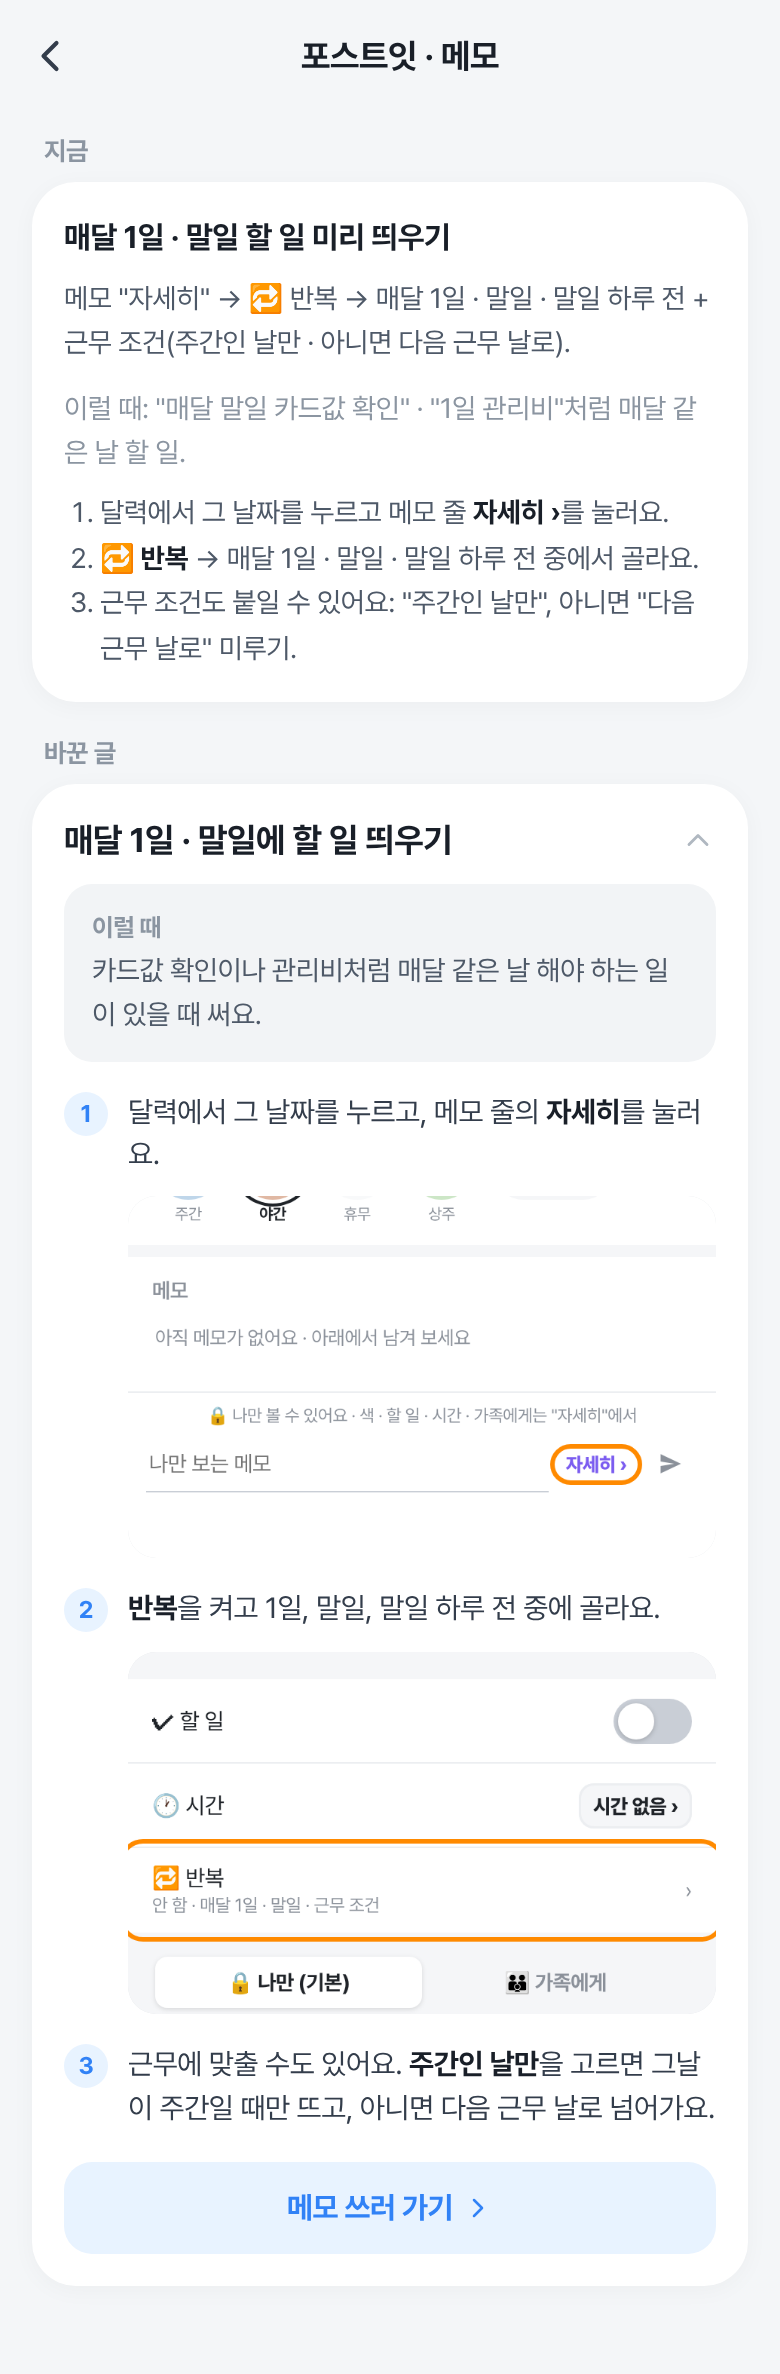 포스트잇 · 메모
지금
매달 1일 · 말일 할 일 미리 띄우기
메모 "자세히" → 🔁 반복 → 매달 1일 · 말일 · 말일 하루 전 +
근무 조건(주간인 날만 · 아니면 다음 근무 날로).
이럴 때: "매달 말일 카드값 확인" · "1일 관리비"처럼 매달 같
은 날 할 일.
1. 달력에서 그 날짜를 누르고 메모 줄 자세히 ›를 눌러요.
2. 🔁 반복 → 매달 1일 · 말일 · 말일 하루 전 중에서 골라요.
3. 근무 조건도 붙일 수 있어요: "주간인 날만", 아니면 "다음
근무 날로" 미루기.
바꾼 글
매달 1일 · 말일에 할 일 띄우기
이럴 때
카드값 확인이나 관리비처럼 매달 같은 날 해야 하는 일
이 있을 때 써요.
1 달력에서 그 날짜를 누르고, 메모 줄의 자세히를 눌러
요.
주간 야간 휴무 상주
메모
아직 메모가 없어요 · 아래에서 남겨 보세요
🔒 나만 볼 수 있어요 · 색 · 할 일 · 시간 · 가족에게는 "자세히"에서
나만 보는 메모 자세히 ›
2 반복을 켜고 1일, 말일, 말일 하루 전 중에 골라요.
✔ 할 일
🕐 시간 시간 없음 ›
🔁 반복 ›
안 함 · 매달 1일 · 말일 · 근무 조건
🔒 나만 (기본) 👪 가족에게
3 근무에 맞출 수도 있어요. 주간인 날만을 고르면 그날
이 주간일 때만 뜨고, 아니면 다음 근무 날로 넘어가요.
메모 쓰러 가기 ›